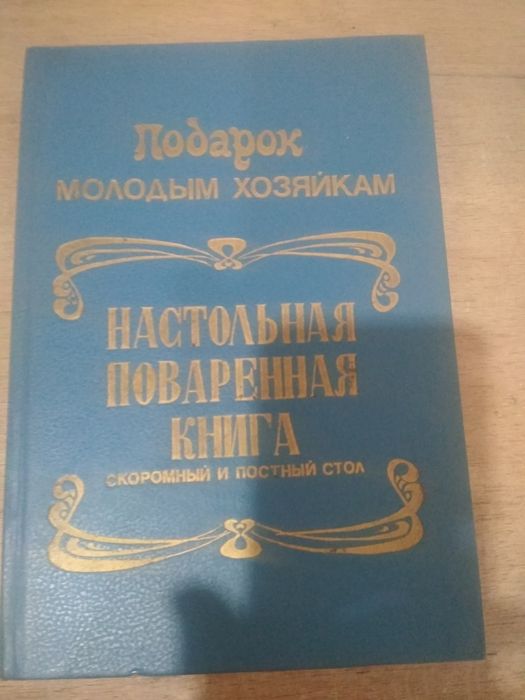 Подарок
МОЛОДЫМ ХОЗЯЙКАМ
НАСТОЛЬНАЯ
ПОВАРЕННАЯ
КНИГА
СКОРОМНЫЙ И ПОСТНЫЙ СТОЛ